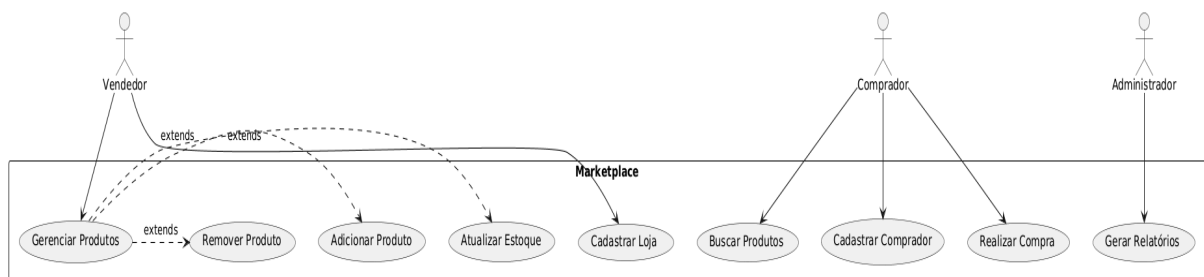 Vendedor
Comprador
Administrador
extends
extends
Marketplace
extends
Gerenciar Produtos
Remover Produto
Adicionar Produto
Atualizar Estoque
Cadastrar Loja
Buscar Produtos
Cadastrar Comprador
Realizar Compra
Gerar Relatórios